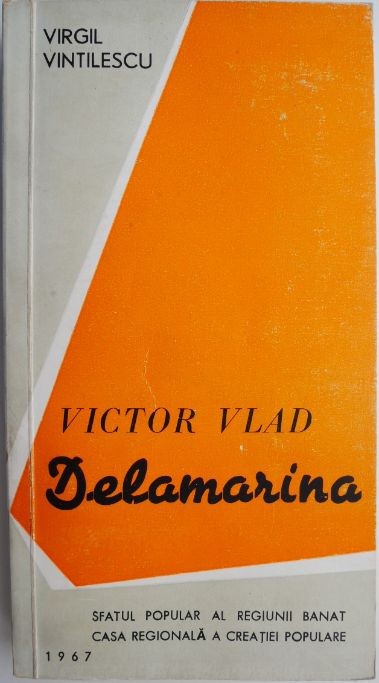 VIRGIL
VINTILESCU
VICTOR VLAD
Delamarina
SFATUL POPULAR AL REGIUNII BANAT
CASA REGIONALĂ A CREAȚIEI POPULARE
1967